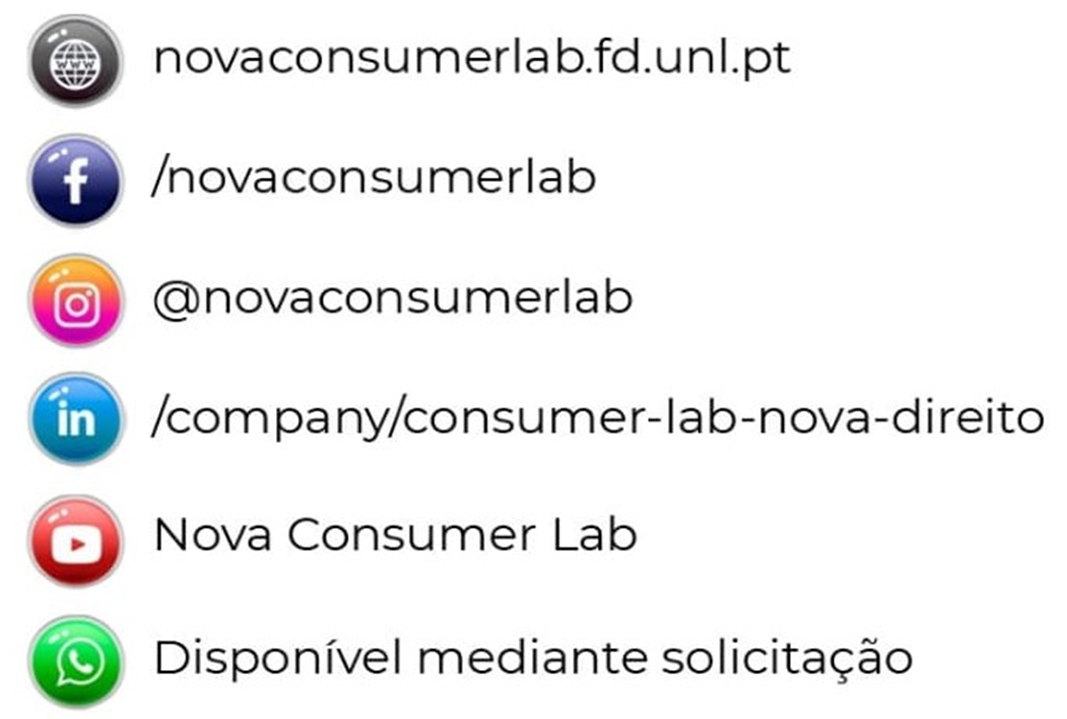 novaconsumerlab.fd.unl.pt
/novaconsumerlab
@novaconsumerlab
/company/consumer-lab-nova-direito
Nova Consumer Lab
Disponível mediante solicitação